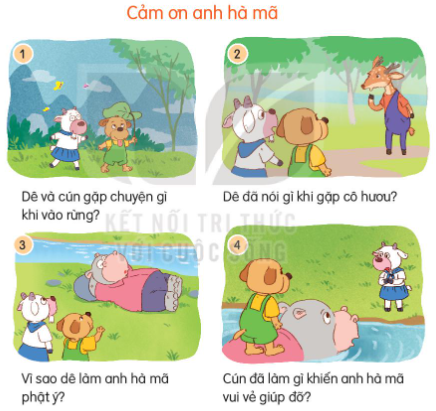 Cảm ơn anh hà mã
1
2
Dê và cún gặp chuyện gì
khi vào rừng?
Dê đã nói gì khi gặp cô hươu?
KẾT NỐI TRI THỨC
VỚI CUỘC SỐNG
3
4
Vì sao dê làm anh hà mã
phật ý?
Cún đã làm gì khiến anh hà mã
vui vẻ giúp đỡ?